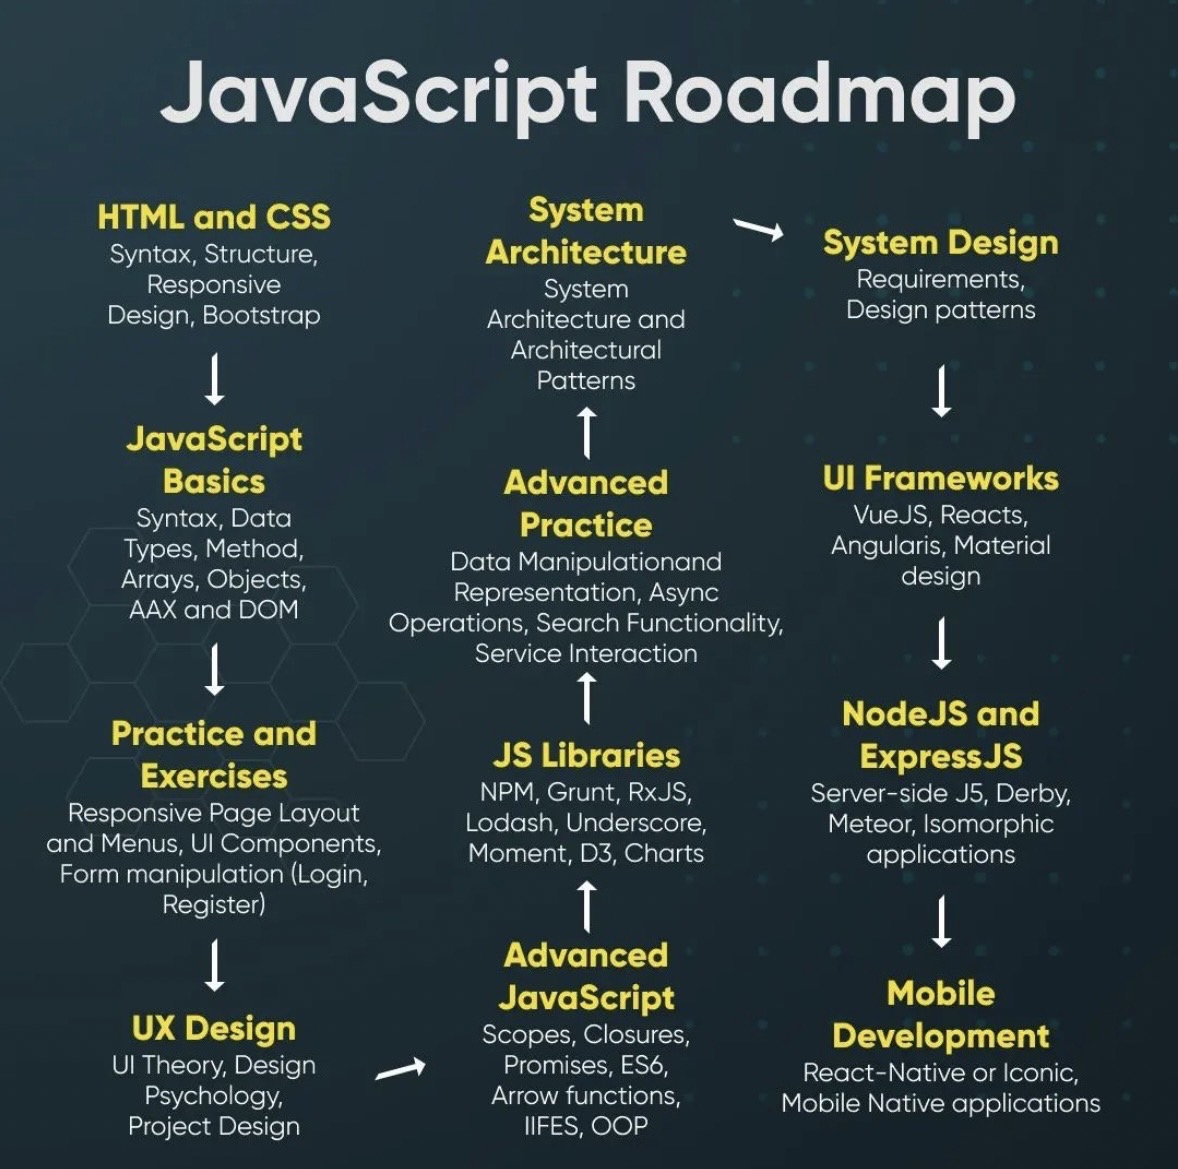 JavaScript Roadmap
HTML and CSS
Syntax, Structure,
Responsive
Design, Bootstrap
JavaScript
Basics
Syntax, Data
Types, Method,
Arrays, Objects,
AAX and DOM
Practice and
Exercises
Responsive Page Layout
and Menus, UI Components,
Form manipulation (Login,
Register)
UX Design
UI Theory, Design
Psychology,
Project Design
Advanced
JavaScript
Scopes, Closures,
Promises, ES6,
Arrow functions,
IIFES, OOP
JS Libraries
NPM, Grunt, RxJS,
Lodash, Underscore,
Moment, D3, Charts
Advanced
Practice
Data Manipulationand
Representation, Async
Operations, Search Functionality,
Service Interaction
System
Architecture
System
Architecture and
Architectural
Patterns
System Design
Requirements,
Design patterns
UI Frameworks
VueJS, Reacts,
Angularis, Material
design
NodeJS and
ExpressJS
Server-side J5, Derby,
Meteor, Isomorphic
applications
Mobile
Development
React-Native or Iconic,
Mobile Native applications